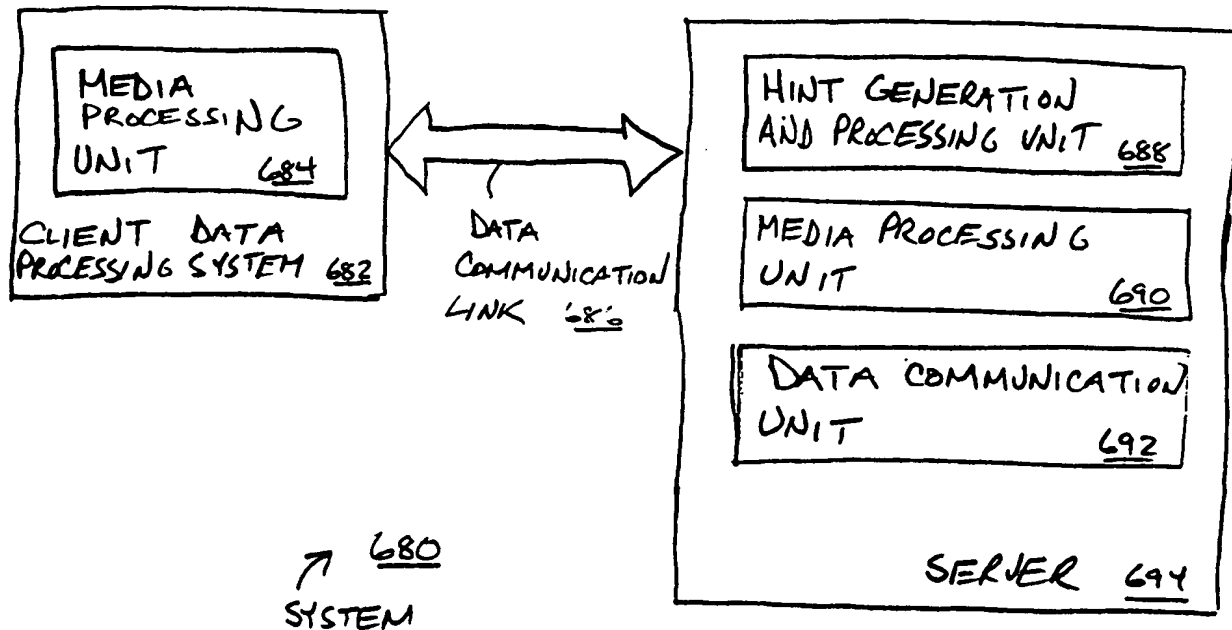 MEDIA
PROCESSING
UNIT 684
CLIENT DATA
PROCESSING SYSTEM 682
DATA
COMMUNICATION
LINK 686
HINT GENERATION
AND PROCESSING UNIT 688
MEDIA PROCESSING
UNIT 690
DATA COMMUNICATION
UNIT 692
SERVER 694
680
SYSTEM